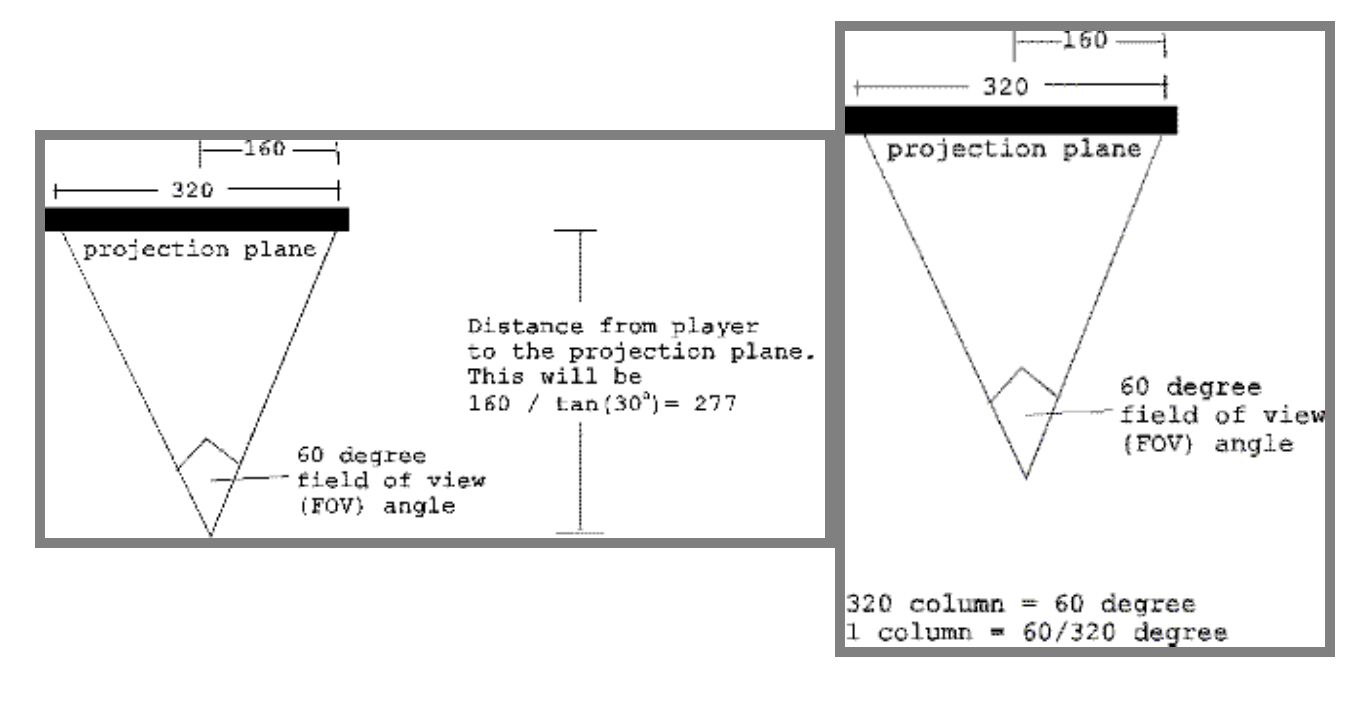 160
320
projection plane
Distance from player
to the projection plane.
This will be
160 / tan(30°)= 277
60 degree
field of view
(FOV) angle
160
320
projection plane
60 degree
field of view
(FOV) angle
320 column = 60 degree
1 column = 60/320 degree